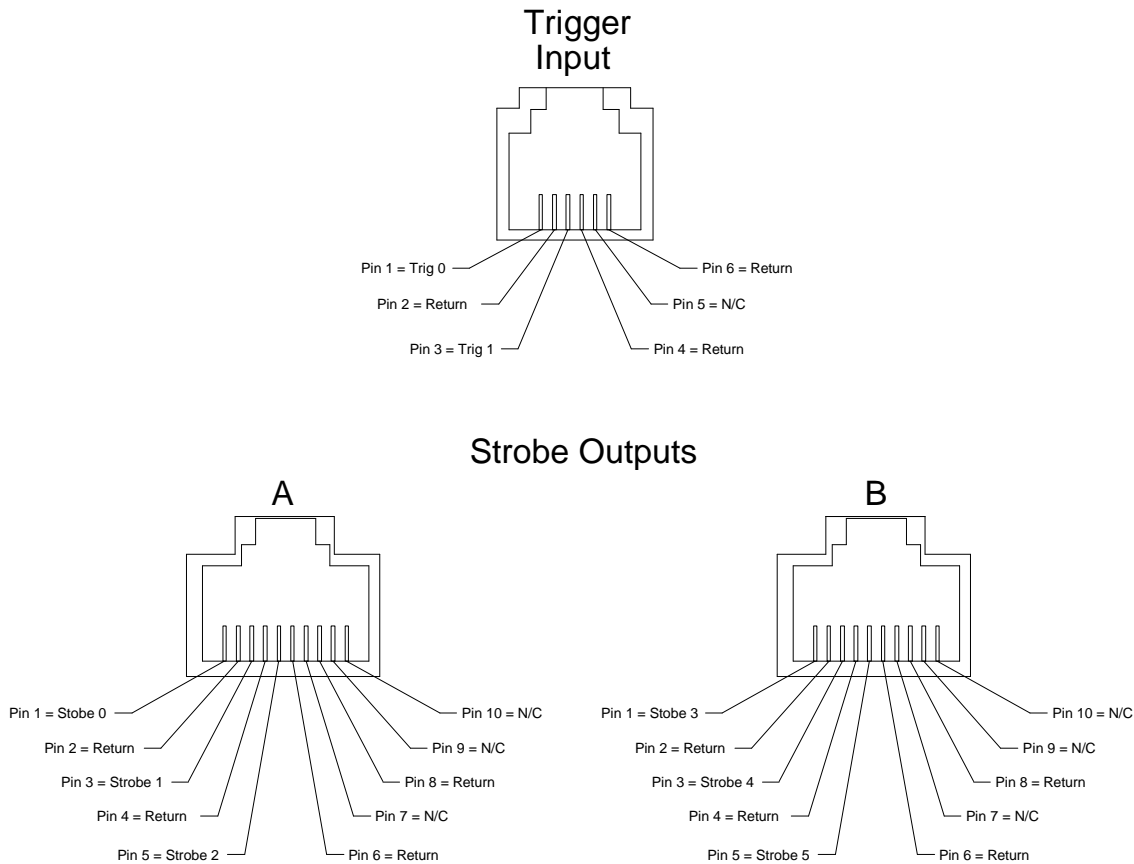 Trigger
Input
Pin 1 = Trig 0
Pin 6 = Return
Pin 2 = Return
Pin 5 = N/C
Pin 3 = Trig 1
Pin 4 = Return
Strobe Outputs
A
Pin 1 = Stobe 0
Pin 10 = N/C
Pin 2 = Return
Pin 9 = N/C
Pin 3 = Strobe 1
Pin 8 = Return
Pin 4 = Return
Pin 7 = N/C
Pin 5 = Strobe 2
Pin 6 = Return
B
Pin 1 = Stobe 3
Pin 10 = N/C
Pin 2 = Return
Pin 9 = N/C
Pin 3 = Strobe 4
Pin 8 = Return
Pin 4 = Return
Pin 7 = N/C
Pin 5 = Strobe 5
Pin 6 = Return